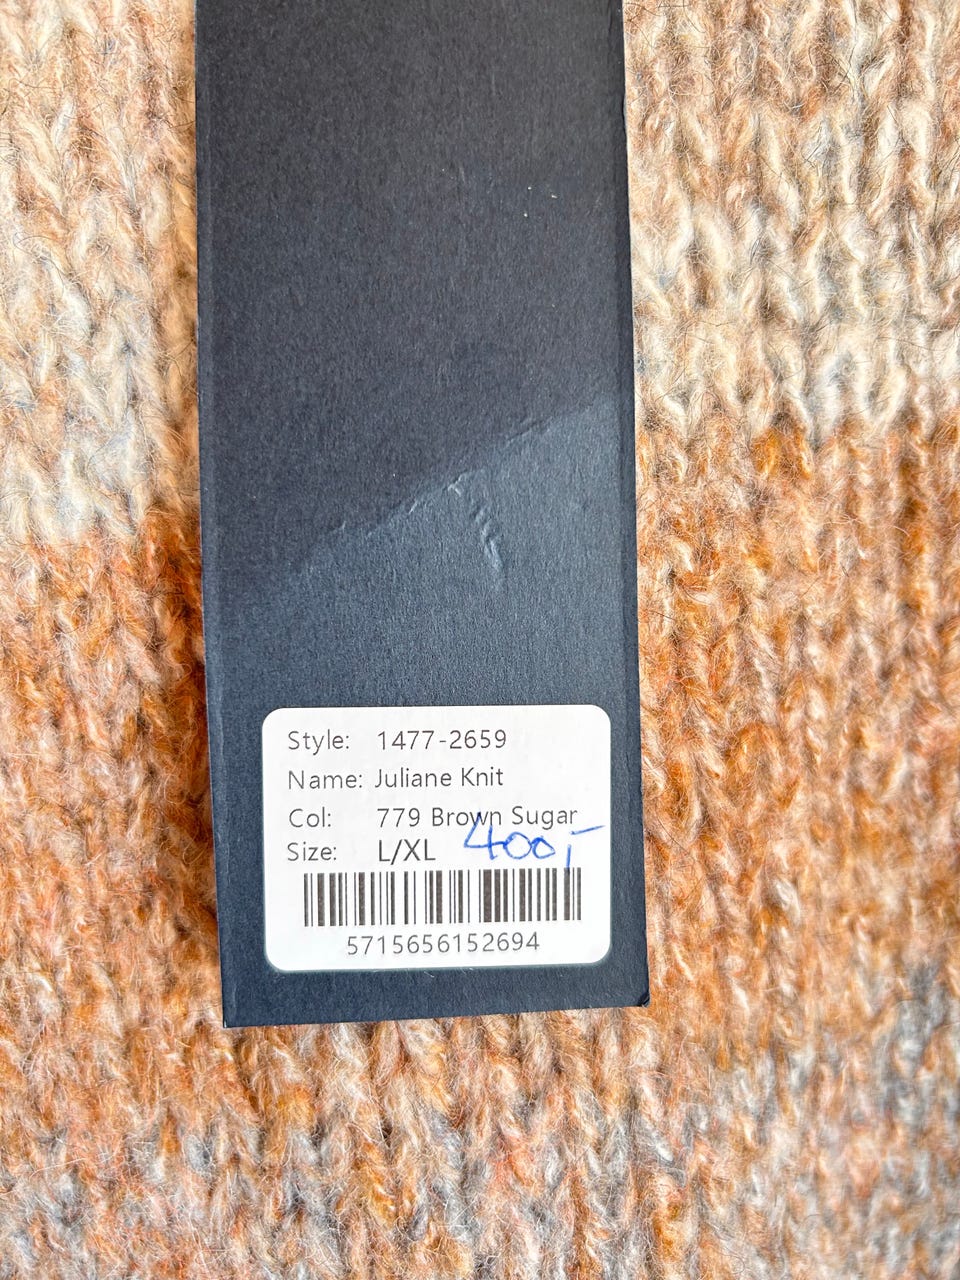 Style: 1477-2659
Name: Juliane Knit
Col: 779 Brown Sugar
Size: L/XL 400,-
5715656152694